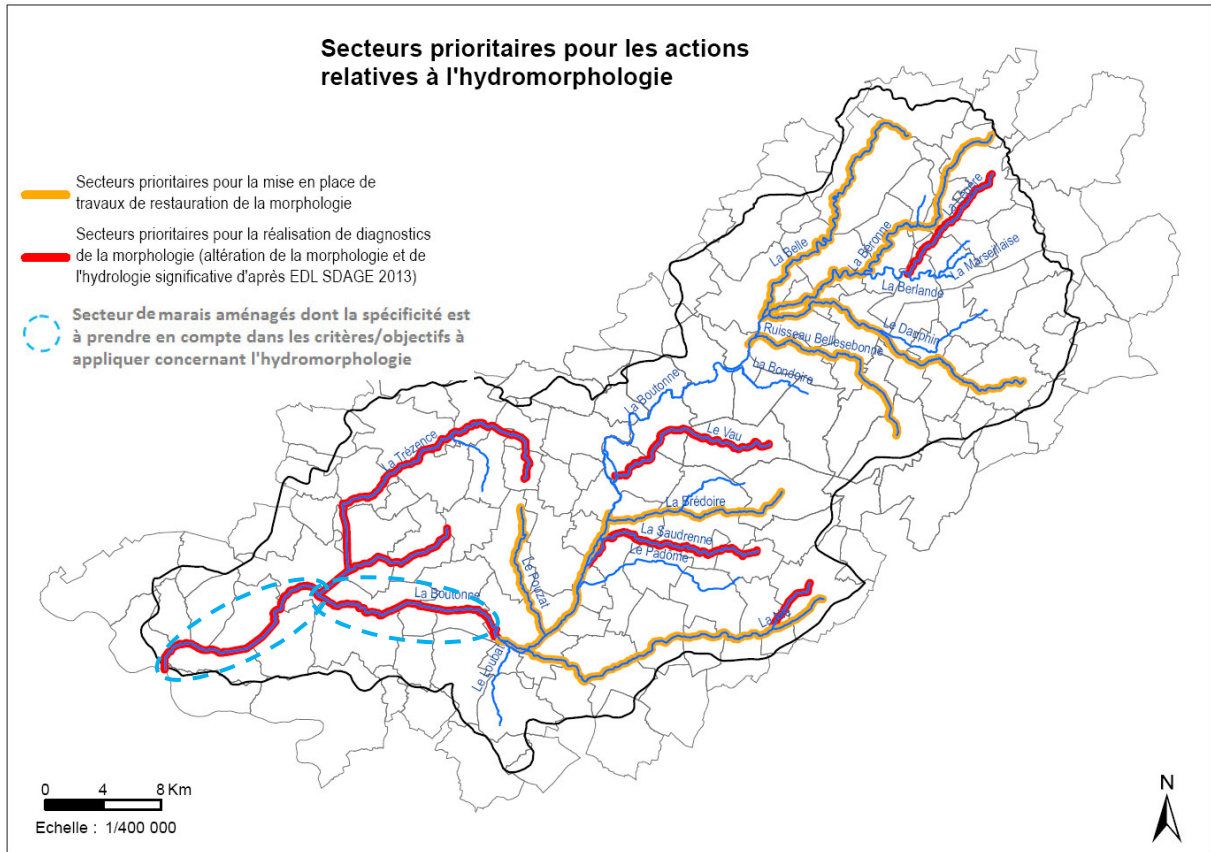 Secteurs prioritaires pour les actions
relatives à l'hydromorphologie
Secteurs prioritaires pour la mise en place de
travaux de restauration de la morphologie
Secteurs prioritaires pour la réalisation de diagnostics
de la morphologie (altération de la morphologie et de
l'hydrologie significative d'après EDL SDAGE 2013)
Secteur de marais aménagés dont la spécificité est
à prendre en compte dans les critères/objectifs à
appliquer concernant l'hydromorphologie
La Belle
La Béronne
La Légère
La Marseillaise
La Berlande
Le Dauphin
Ruisseau Bellesebonne
La Bondoire
La Boutonne
Le Vau
La Trézence
La Brédoire
La Saudrenne
Le Padôme
Le Pouzat
La Boutonne
La Nie
Le Loubat
0 4 8 Km
Echelle : 1/400 000
N